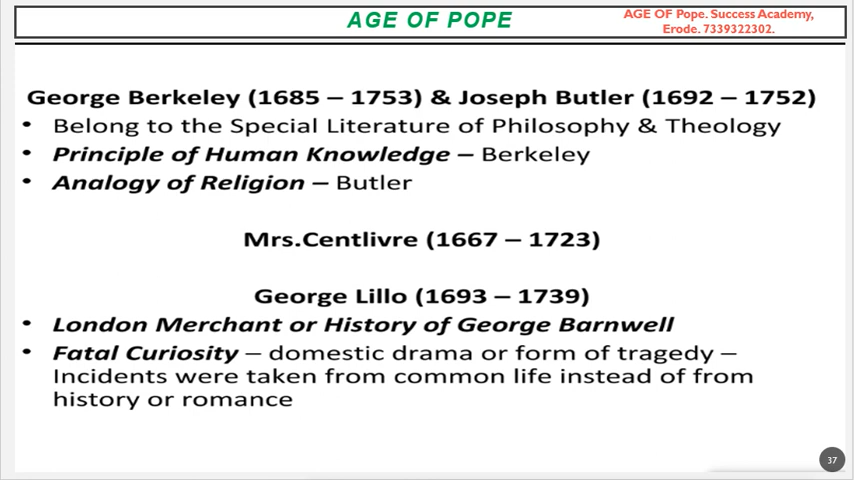 AGE OF POPE
AGE OF Pope. Success Academy,
Erode. 7339322302.
George Berkeley (1685 – 1753) & Joseph Butler (1692 – 1752)
• Belong to the Special Literature of Philosophy & Theology
• Principle of Human Knowledge – Berkeley
• Analogy of Religion – Butler
Mrs.Centlivre (1667 – 1723)
George Lillo (1693 – 1739)
• London Merchant or History of George Barnwell
• Fatal Curiosity – domestic drama or form of tragedy –
Incidents were taken from common life instead of from
history or romance
37